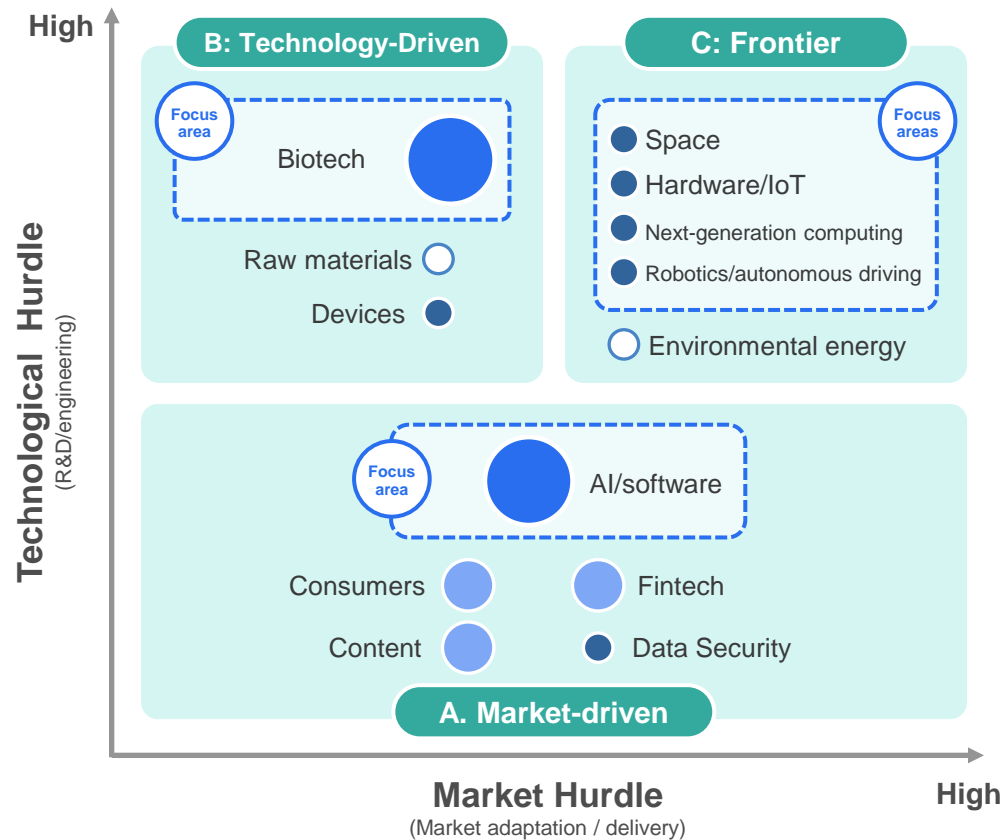 High
B: Technology-Driven
C: Frontier
Focus
area
Biotech
Raw materials
Devices
Focus
areas
Space
Hardware/IoT
Next-generation computing
Robotics/autonomous driving
Environmental energy
Technological Hurdle
(R&D/engineering)
Focus
area
AI/software
Consumers
Fintech
Content
Data Security
A. Market-driven
Market Hurdle
(Market adaptation / delivery)
High